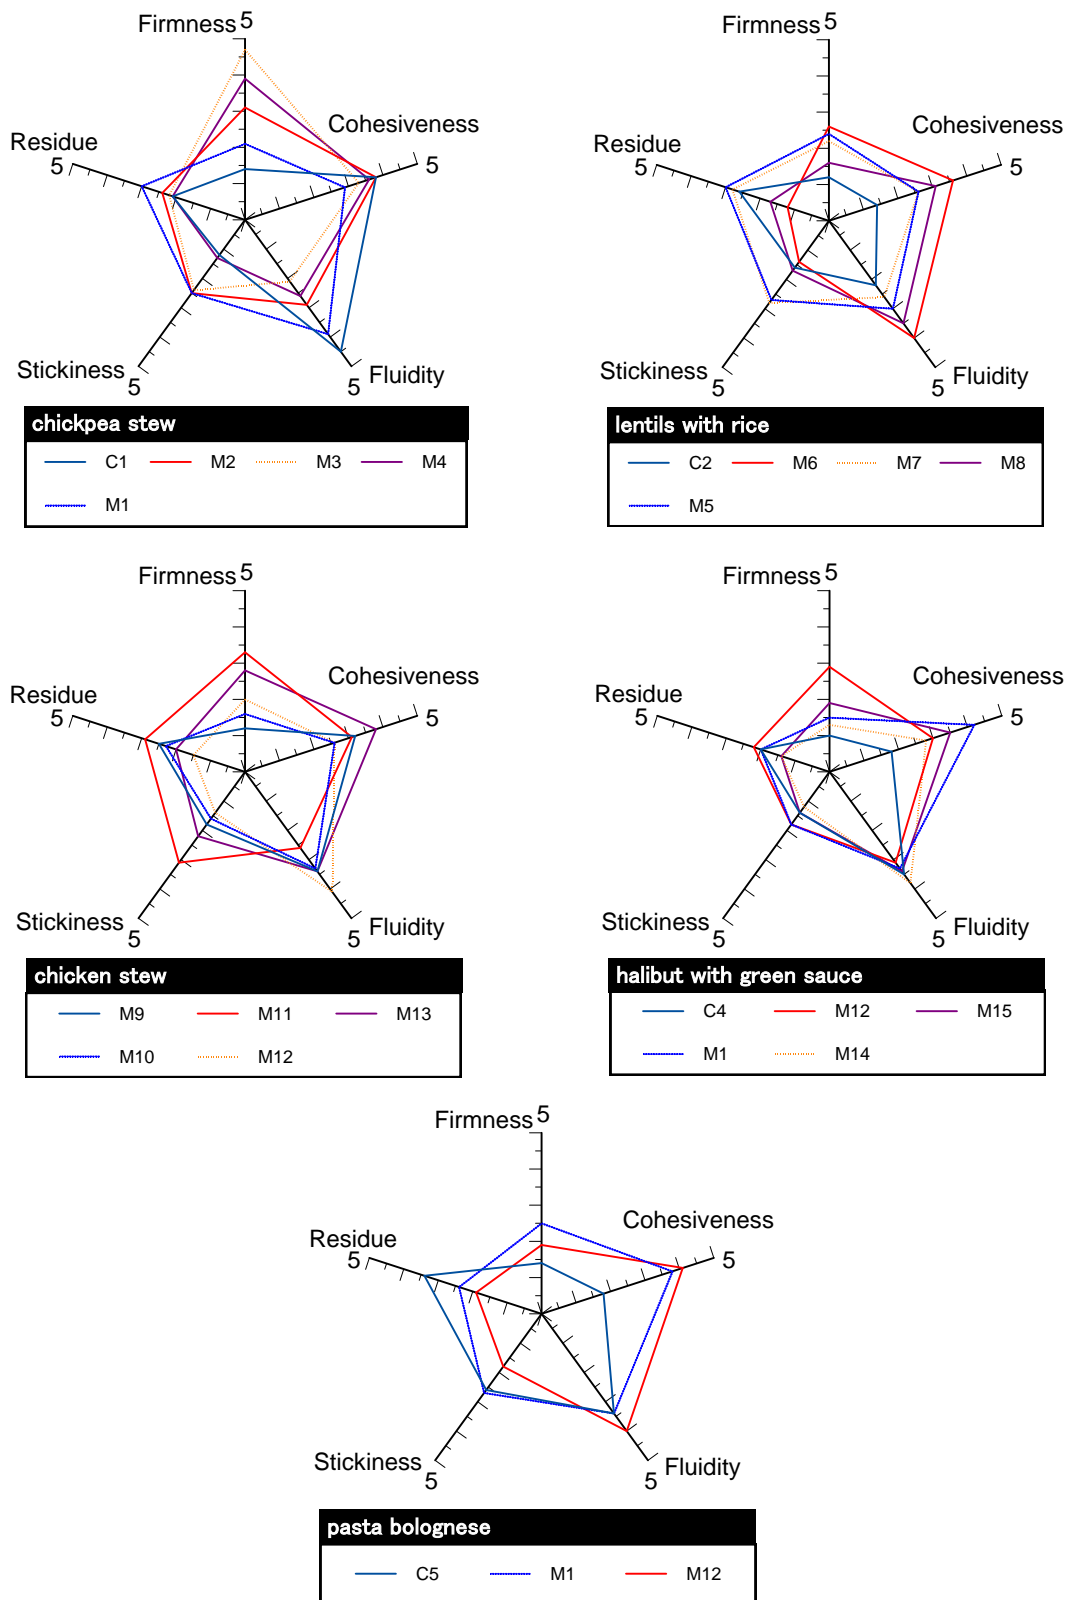 Firmness 5
Cohesiveness
5
Residue
5
Stickiness
5
Fluidity
5
chickpea stew
C1 M2 M3 M4
M1
Firmness 5
Cohesiveness
5
Residue
5
Stickiness
5
Fluidity
5
lentils with rice
C2 M6 M7 M8
M5
Firmness 5
Cohesiveness
5
Residue
5
Stickiness
5
Fluidity
5
chicken stew
M9 M11 M13
M10 M12
Firmness 5
Cohesiveness
5
Residue
5
Stickiness
5
Fluidity
5
halibut with green sauce
C4 M12 M15
M1 M14
Firmness 5
Cohesiveness
5
Residue
5
Stickiness
5
Fluidity
5
pasta bolognese
C5 M1 M12